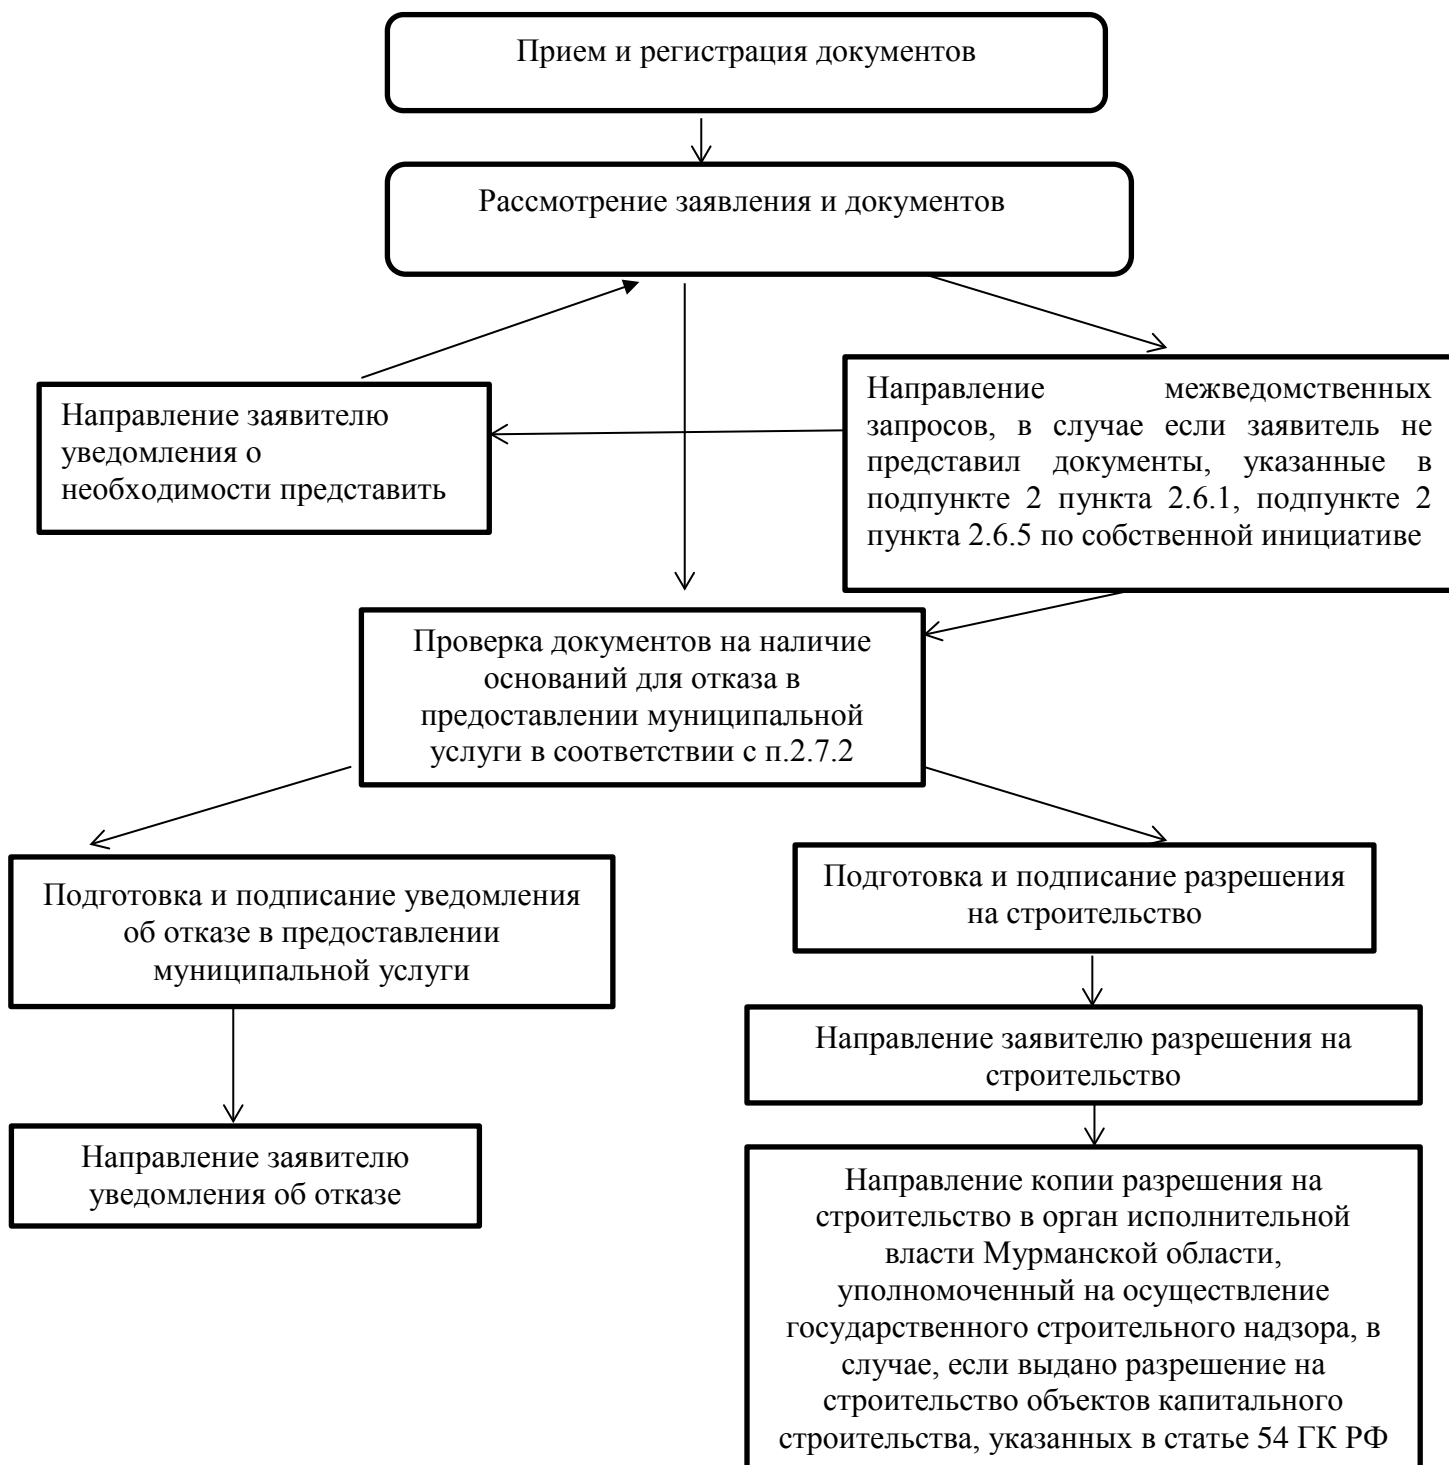 Прием и регистрация документов
Рассмотрение заявления и документов
Направление заявителю
уведомления о
необходимости представить
Направление межведомственных
запросов, в случае если заявитель не
представил документы, указанные в
подпункте 2 пункта 2.6.1, подпункте 2
пункта 2.6.5 по собственной инициативе
Проверка документов на наличие
оснований для отказа в
предоставлении муниципальной
услуги в соответствии с п.2.7.2
Подготовка и подписание уведомления
об отказе в предоставлении
муниципальной услуги
Подготовка и подписание разрешения
на строительство
Направление заявителю разрешения на
строительство
Направление заявителю
уведомления об отказе
Направление копии разрешения на
строительство в орган исполнительной
власти Мурманской области,
уполномоченный на осуществление
государственного строительного надзора, в
случае, если выдано разрешение на
строительство объектов капитального
строительства, указанных в статье 54 ГК РФ